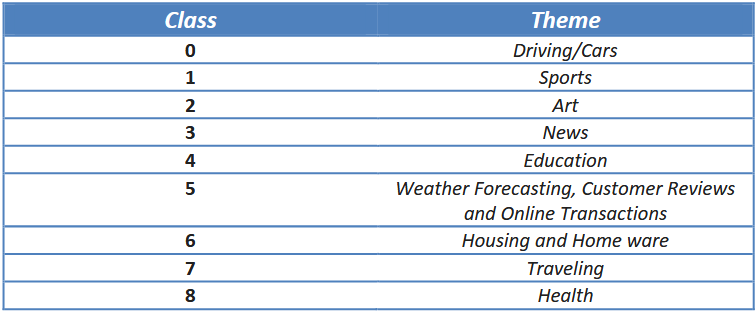 Class Theme
0 Driving/Cars
1 Sports
2 Art
3 News
4 Education
5 Weather Forecasting, Customer Reviews
and Online Transactions
6 Housing and Home ware
7 Traveling
8 Health